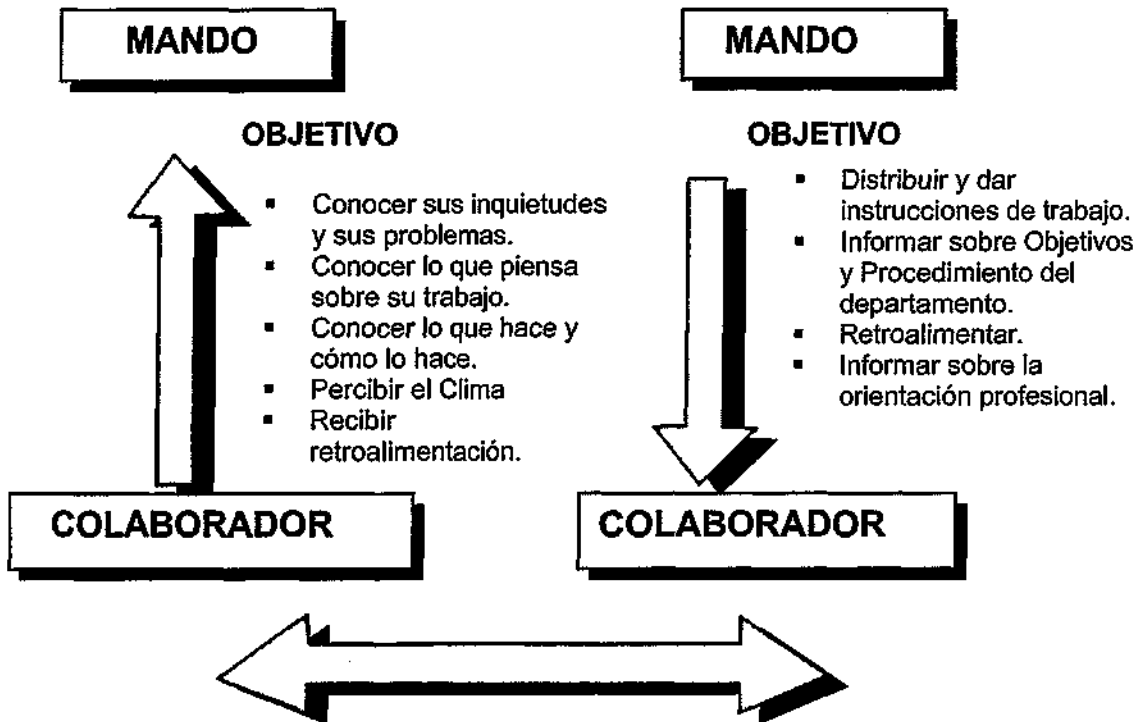 MANDO
OBJETIVO
▪ Conocer sus inquietudes
y sus problemas.
▪ Conocer lo que piensa
sobre su trabajo.
▪ Conocer lo que hace y
cómo lo hace.
▪ Percibir el Clima
▪ Recibir
retroalimentación.
COLABORADOR
MANDO
OBJETIVO
▪ Distribuir y dar
instrucciones de trabajo.
▪ Informar sobre Objetivos
y Procedimiento del
departamento.
▪ Retroalimentar.
▪ Informar sobre la
orientación profesional.
COLABORADOR